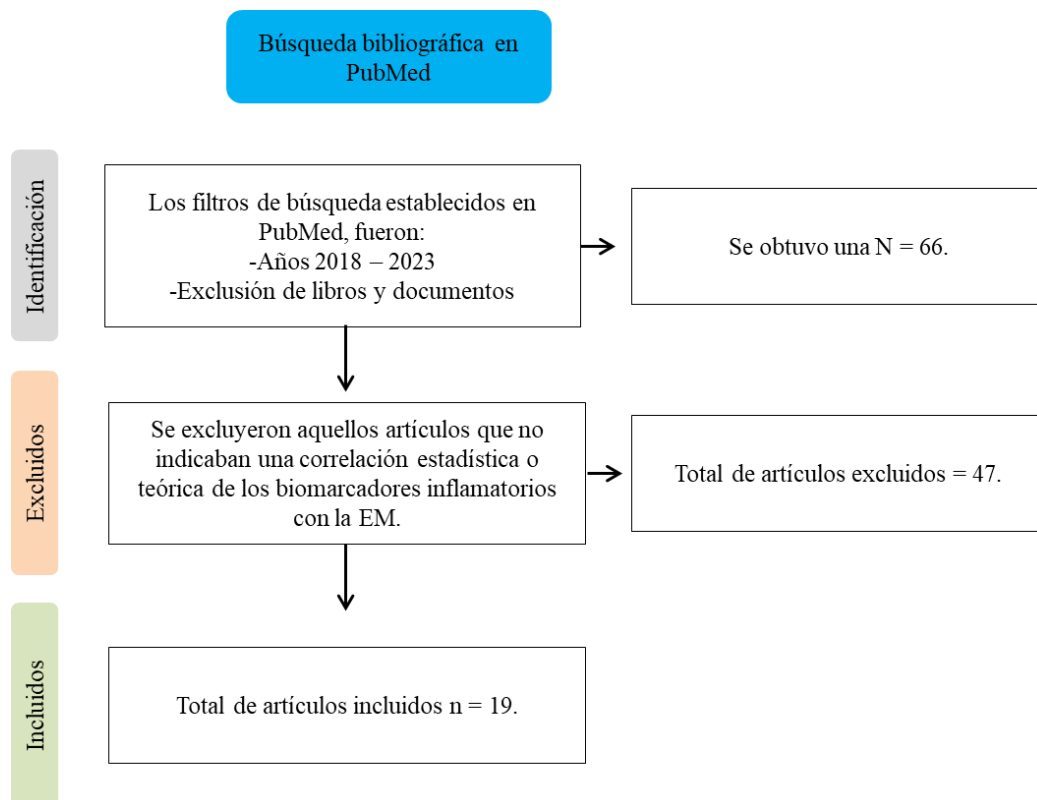 Búsqueda bibliográfica en
PubMed
Identificación
Los filtros de búsqueda establecidos en
PubMed, fueron:
-Años 2018 – 2023
-Exclusión de libros y documentos
Se obtuvo una N = 66.
Excluidos
Se excluyeron aquellos artículos que no
indicaban una correlación estadística o
teórica de los biomarcadores inflamatorios
con la EM.
Total de artículos excluidos = 47.
Incluidos
Total de artículos incluidos n = 19.